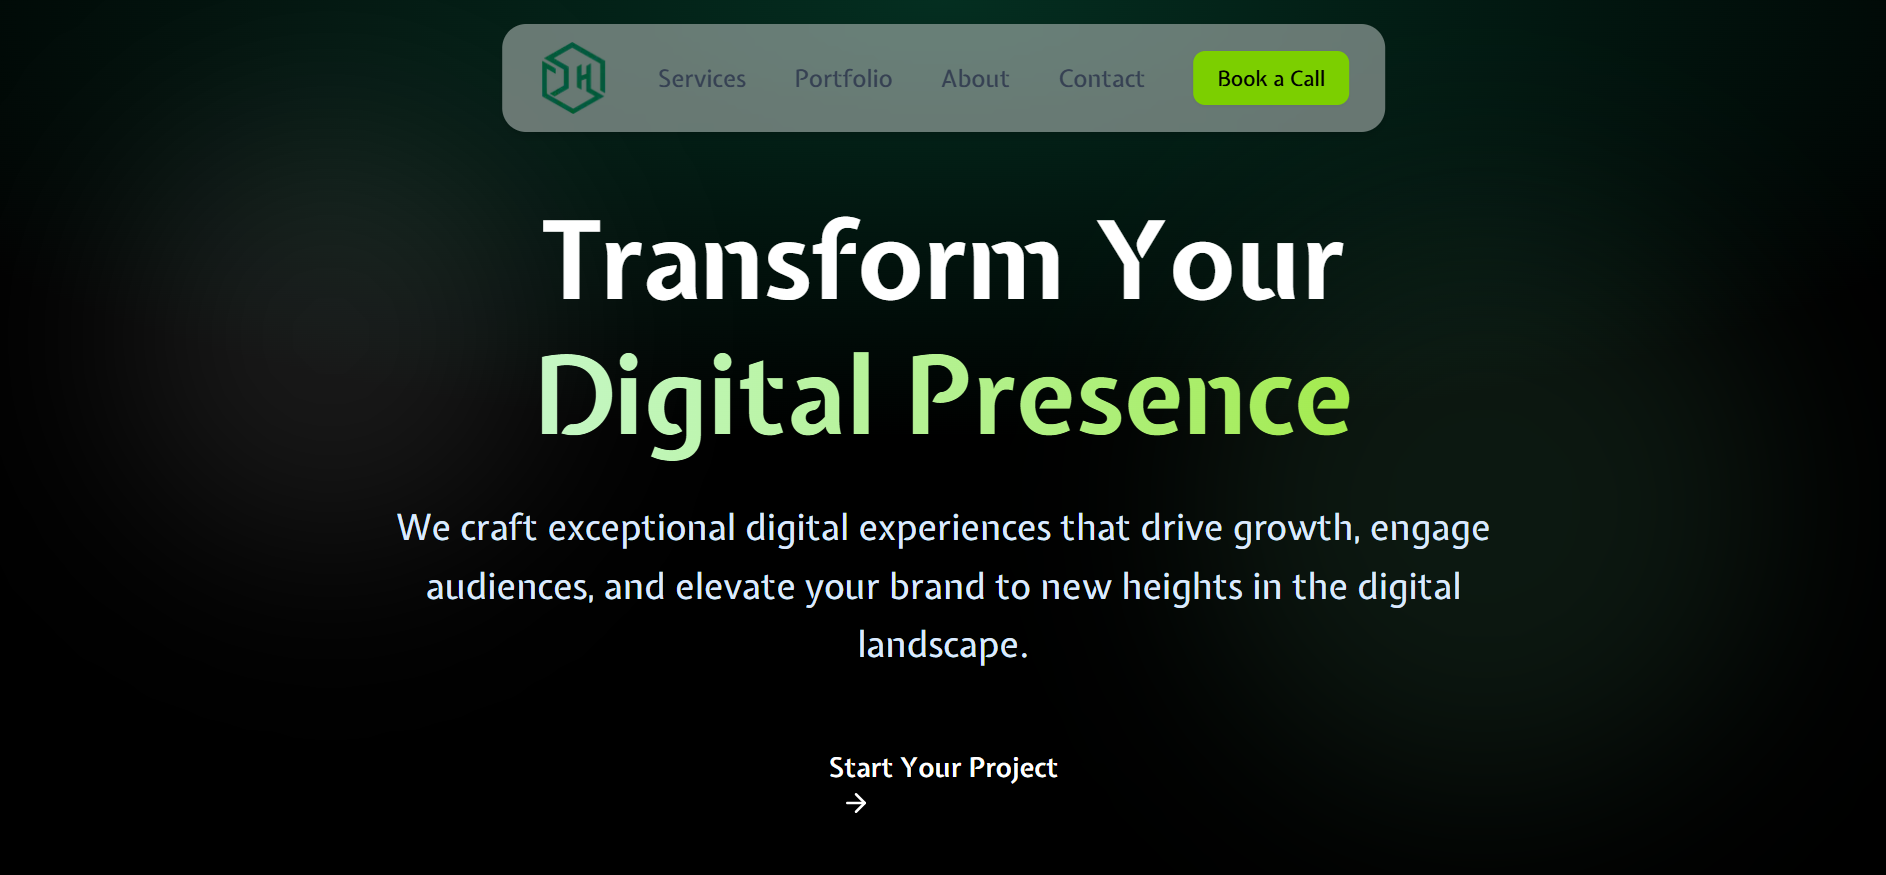 JH
Services Portfolio About Contact Book a Call
Transform Your
Digital Presence
We craft exceptional digital experiences that drive growth, engage
audiences, and elevate your brand to new heights in the digital
landscape.
Start Your Project
→